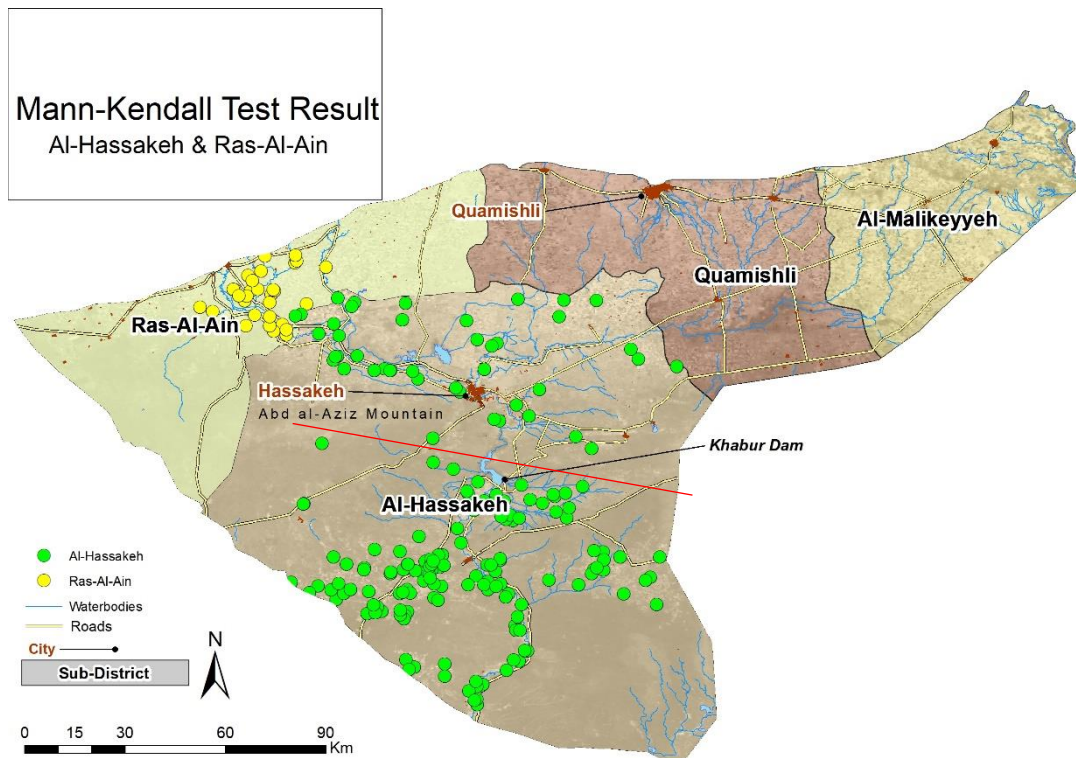 Mann-Kendall Test Result
Al-Hassakeh & Ras-Al-Ain
Quamishli
Al-Malikeyyeh
Quamishli
Ras-Al-Ain
Hassakeh
Abd al-Aziz Mountain
Khabur Dam
Al-Hassakeh
Al-Hassakeh
Ras-Al-Ain
Waterbodies
Roads
City
N
Sub-District
0 15 30 60 90
Km